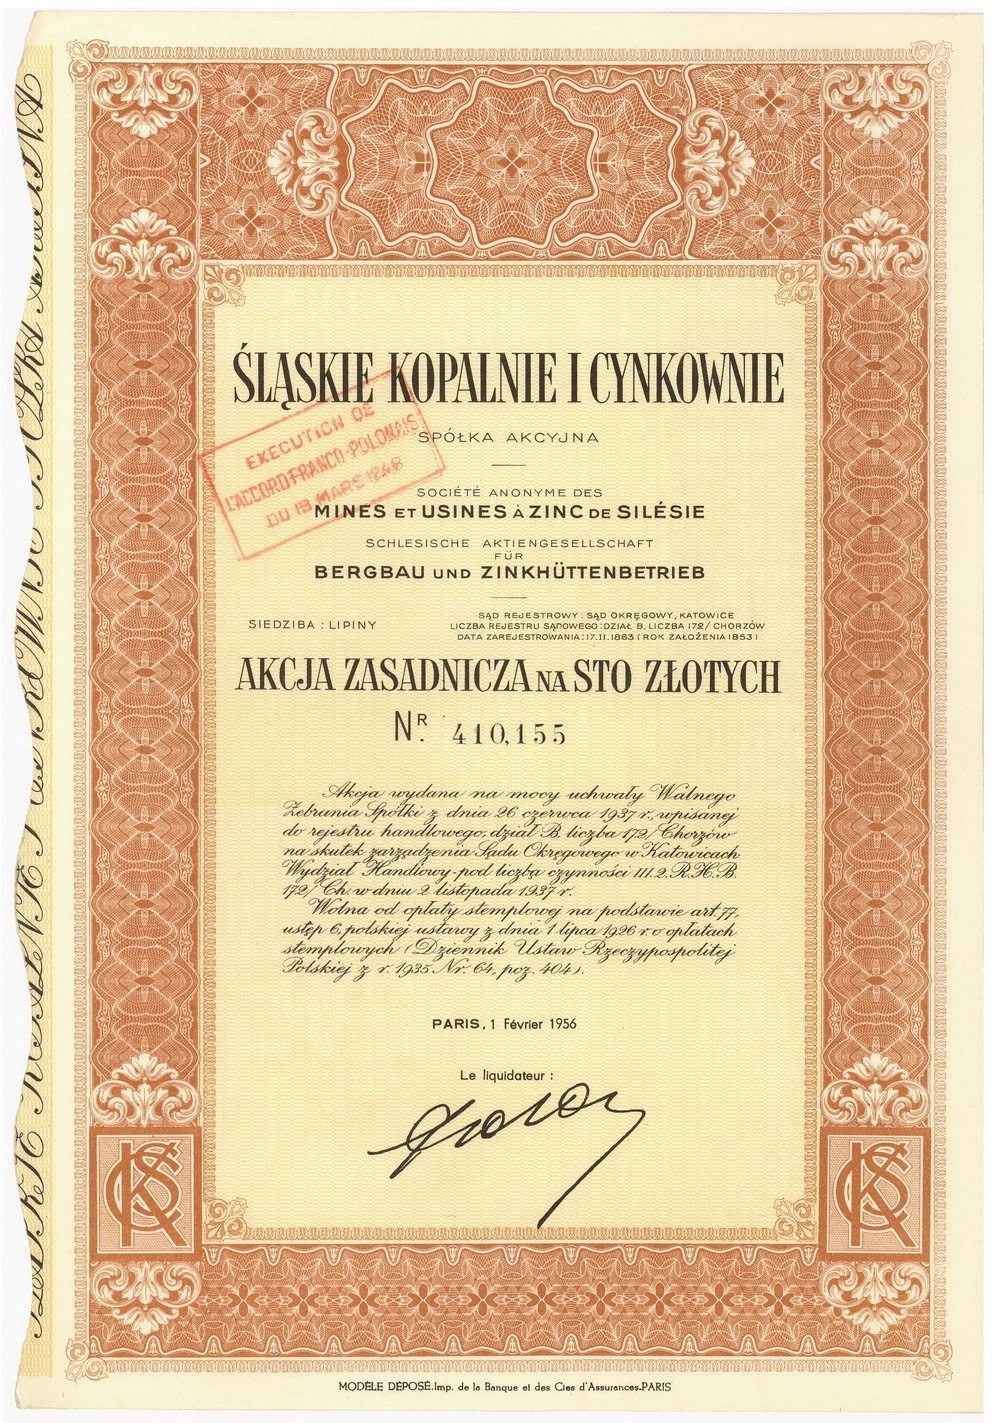 ŚLĄSKIE KOPALNIE I CYNKOWNIE
SPÓŁKA AKCYJNA
EXECUTION DE
L'ACCORD FRANCO-POLONAIS
DU 19 MARS 1948
SOCIÉTÉ ANONYME DES
MINES ET USINES À ZINC DE SILÉSIE
SCHLESISCHE AKTIENGESELLSCHAFT
FÜR
BERGBAU UND ZINKHÜTTENBETRIEB
SIEDZIBA : LIPINY
SĄD REJESTROWY : SĄD OKRĘGOWY, KATOWICE
LICZBA REJESTRU SĄDOWEGO : DZIAŁ B, LICZBA 172/ CHORZÓW
DATA ZAREJESTROWANIA : 17.11.1863 ( ROK ZAŁOŻENIA 1853 )
AKCJA ZASADNICZA NA STO ZŁOTYCH
NR. 410,155
Akcja wydana na mocy uchwały Walnego
Zebrania Spółki z dnia 26 czerwca 1937 r., wpisanej
do rejestru handlowego, dział B. liczba 172/ Chorzów
na skutek zarządzenia Sądu Okręgowego w Katowicach
Wydział Handlowy - pod liczbą czynności III. 2. R. H. B.
172/ Ch. w dniu 2 listopada 1937 r.
Wolna od opłaty stemplowej na podstawie art. 77,
ustęp 6, polskiej ustawy z dnia 1 lipca 1926 r. o opłatach
stemplowych ( Dziennik Ustaw Rzeczypospolitej
Polskiej z r. 1935 Nr. 64, poz. 404 ).
PARIS, 1 Février 1956
Le liquidateur :
SKC
SKC
MODÈLE DÉPOSÉ. Imp. de la Banque et des Cies d'Assurances-PARIS